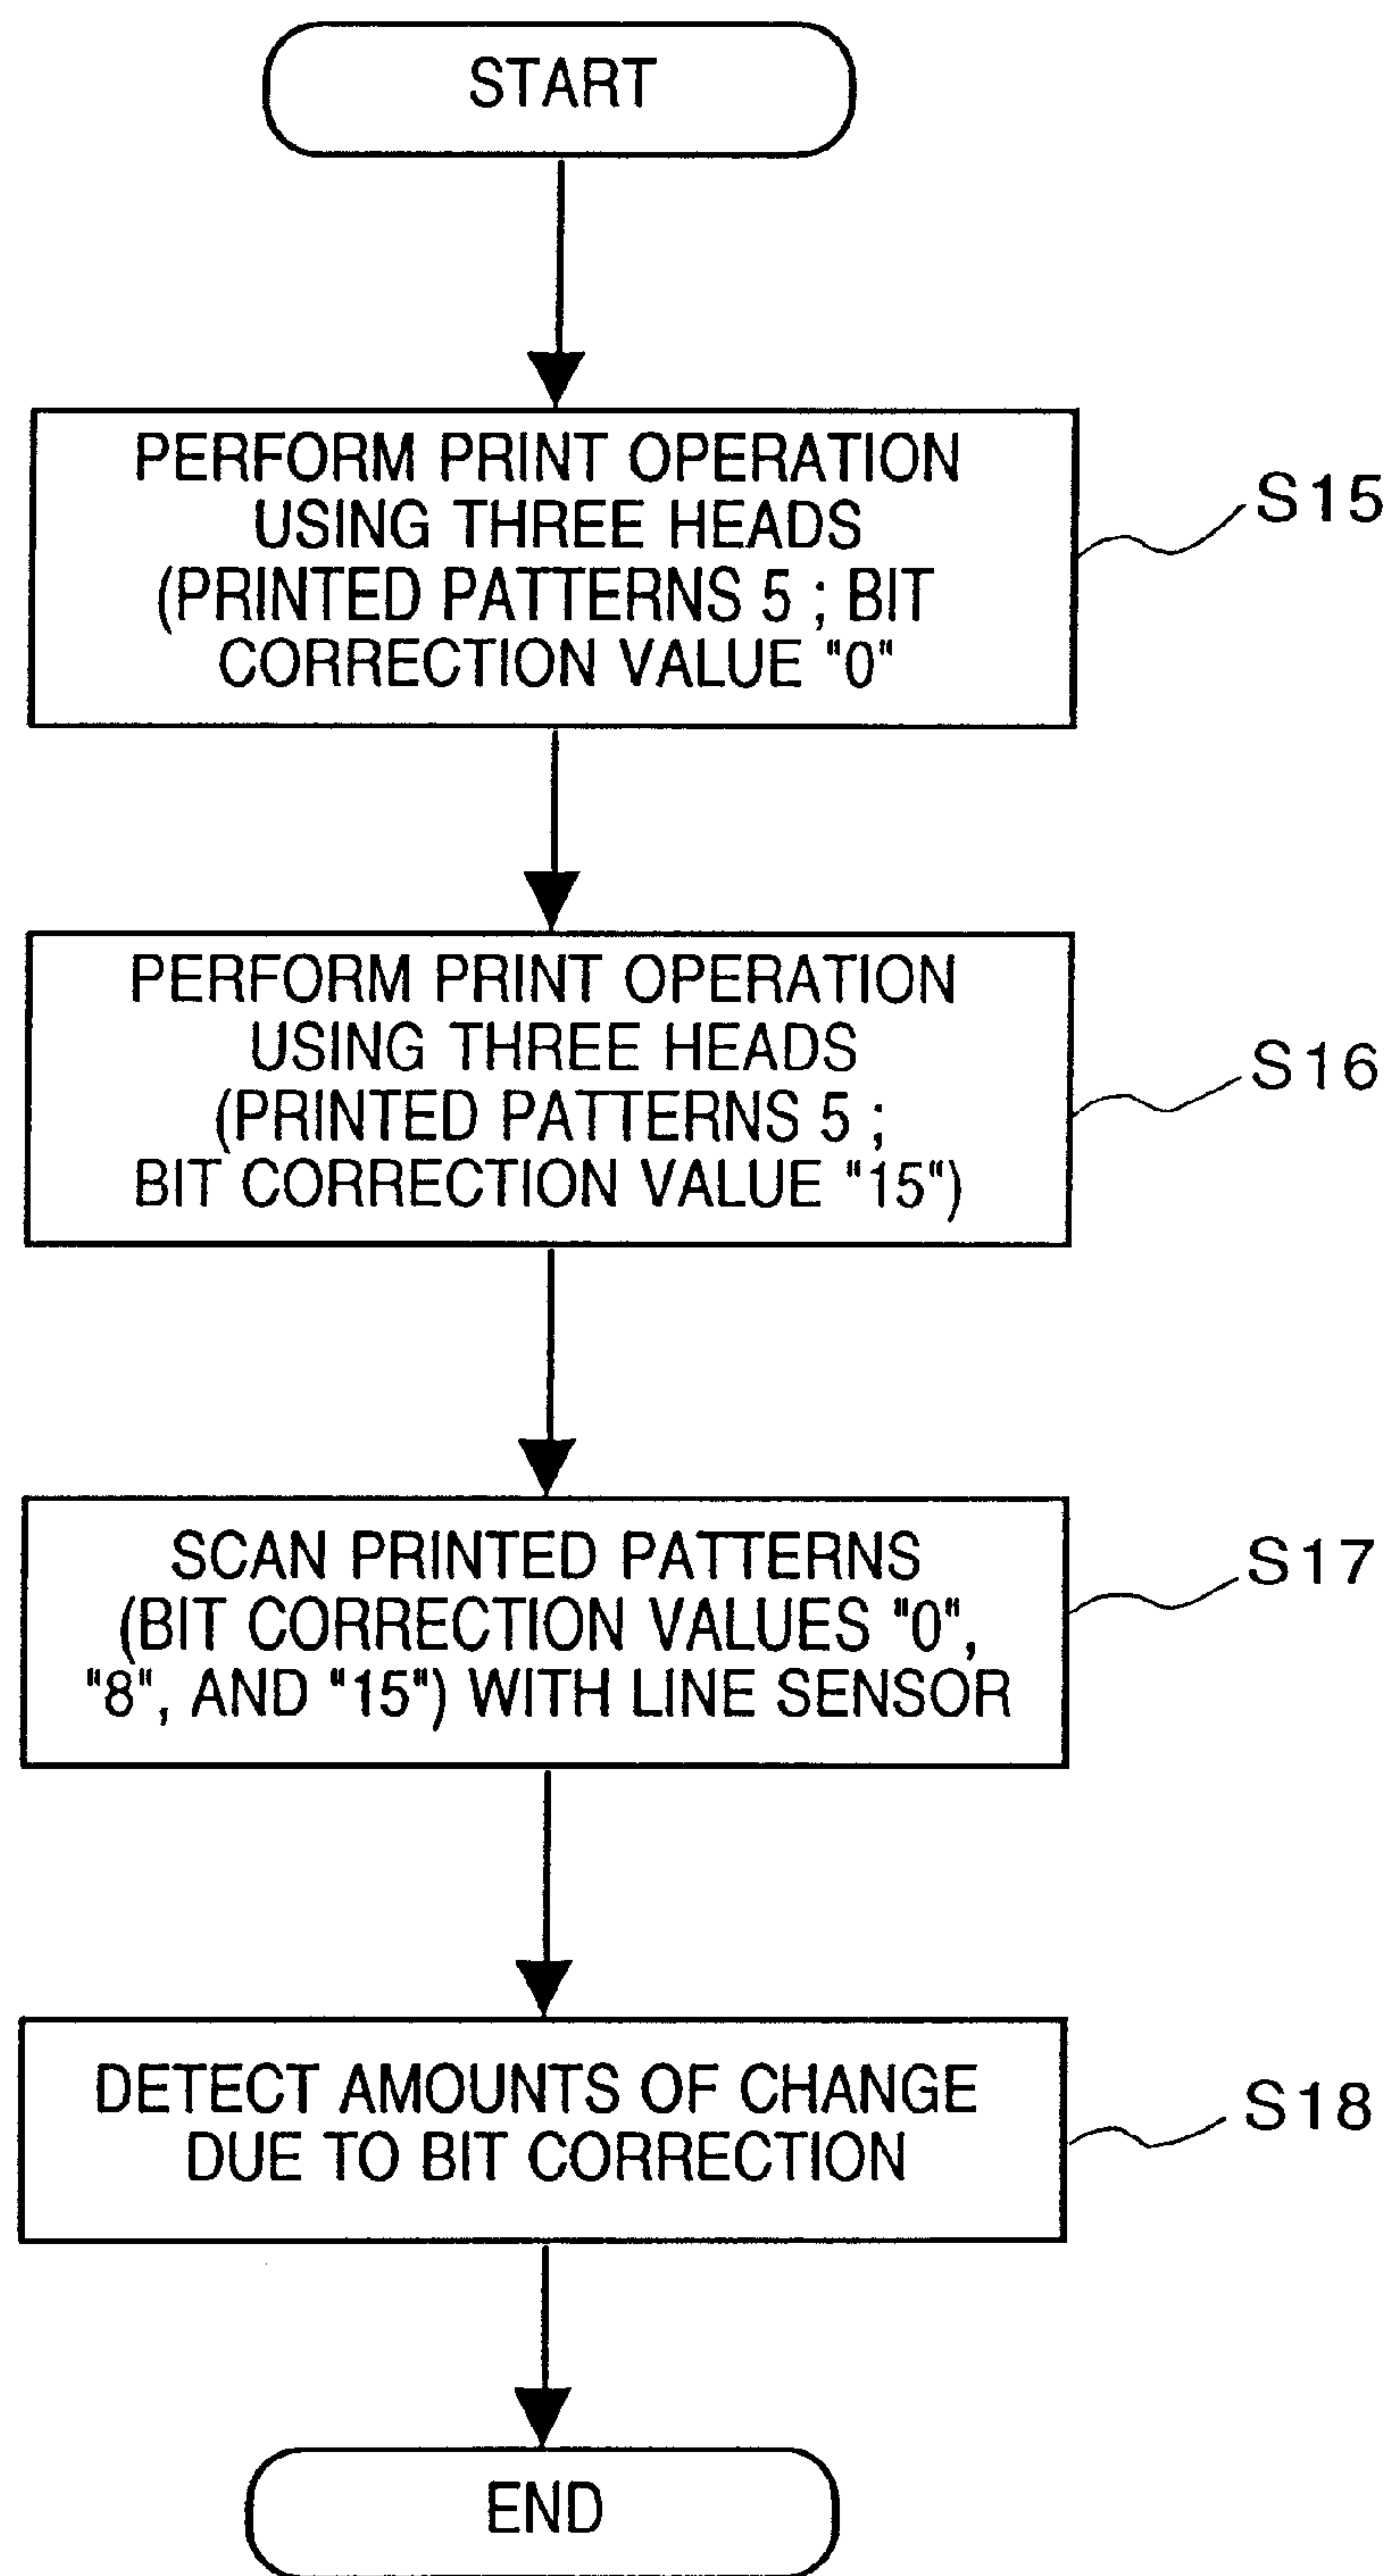 START
PERFORM PRINT OPERATION
USING THREE HEADS
(PRINTED PATTERNS 5 ; BIT
CORRECTION VALUE "0"
S15
PERFORM PRINT OPERATION
USING THREE HEADS
(PRINTED PATTERNS 5 ;
BIT CORRECTION VALUE "15")
S16
SCAN PRINTED PATTERNS
(BIT CORRECTION VALUES "0",
"8", AND "15") WITH LINE SENSOR
S17
DETECT AMOUNTS OF CHANGE
DUE TO BIT CORRECTION
S18
END